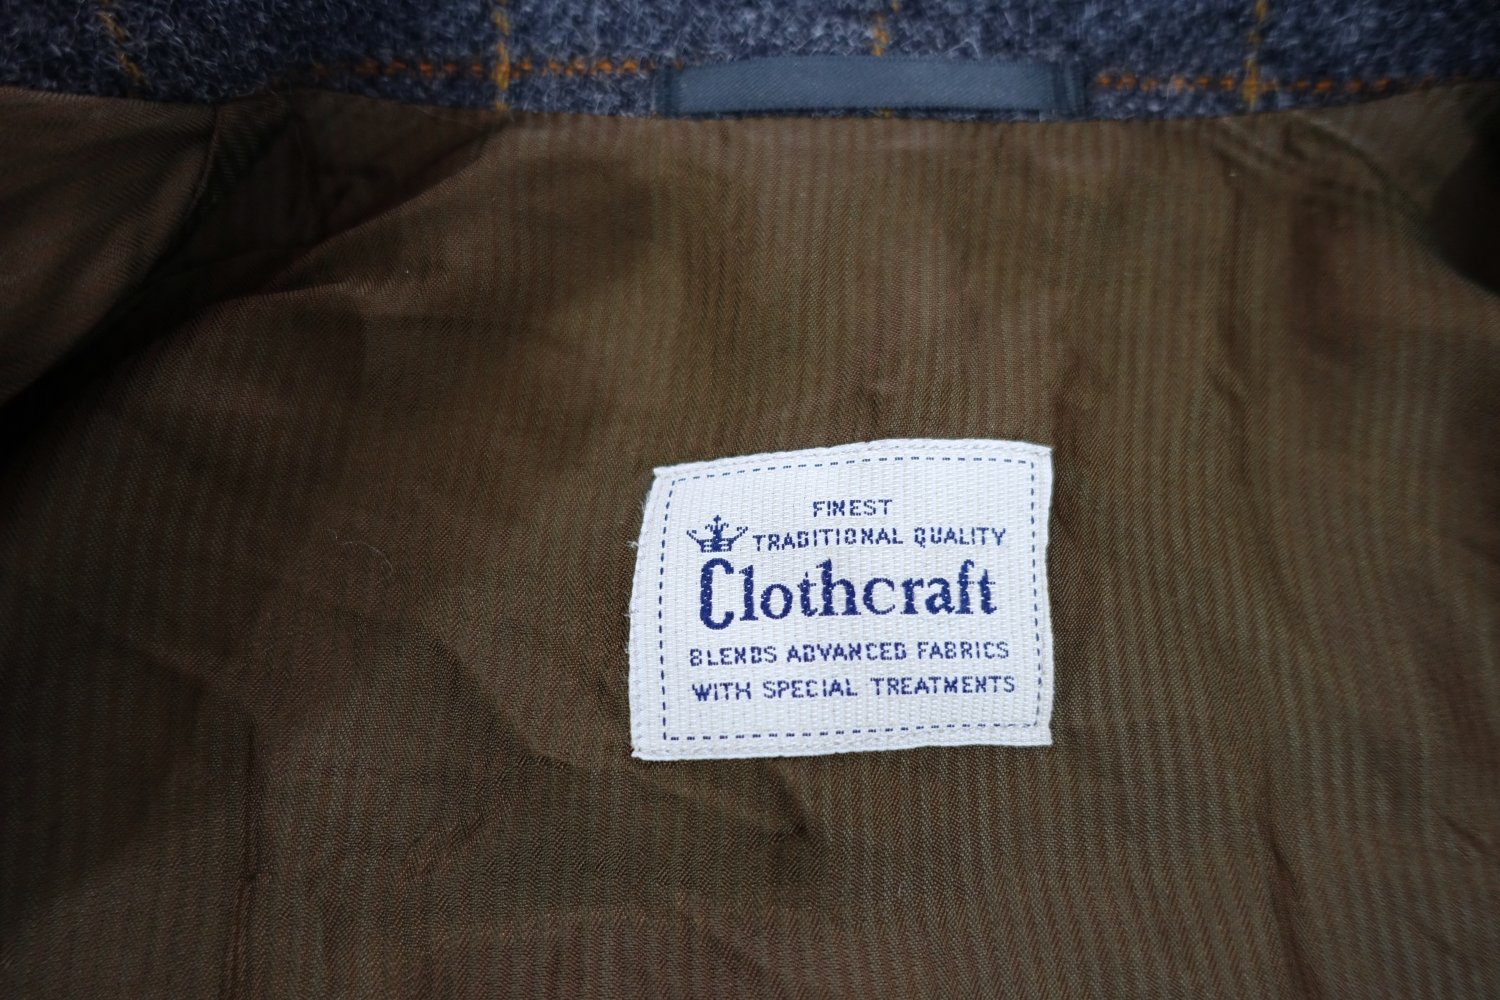 FINEST
TRADITIONAL QUALITY
Clothcraft
BLENDS ADVANCED FABRICS
WITH SPECIAL TREATMENTS